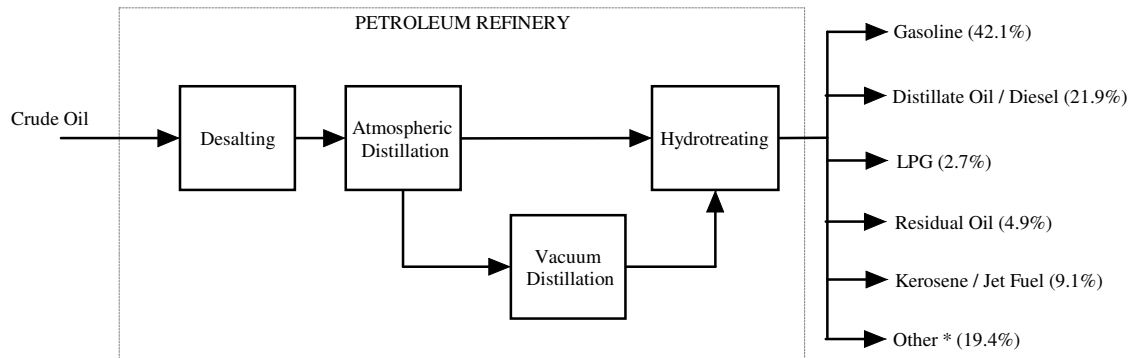 PETROLEUM REFINERY
Crude Oil
Desalting
Atmospheric
Distillation
Vacuum
Distillation
Hydrotreating
Gasoline (42.1%)
Distillate Oil / Diesel (21.9%)
LPG (2.7%)
Residual Oil (4.9%)
Kerosene / Jet Fuel (9.1%)
Other * (19.4%)